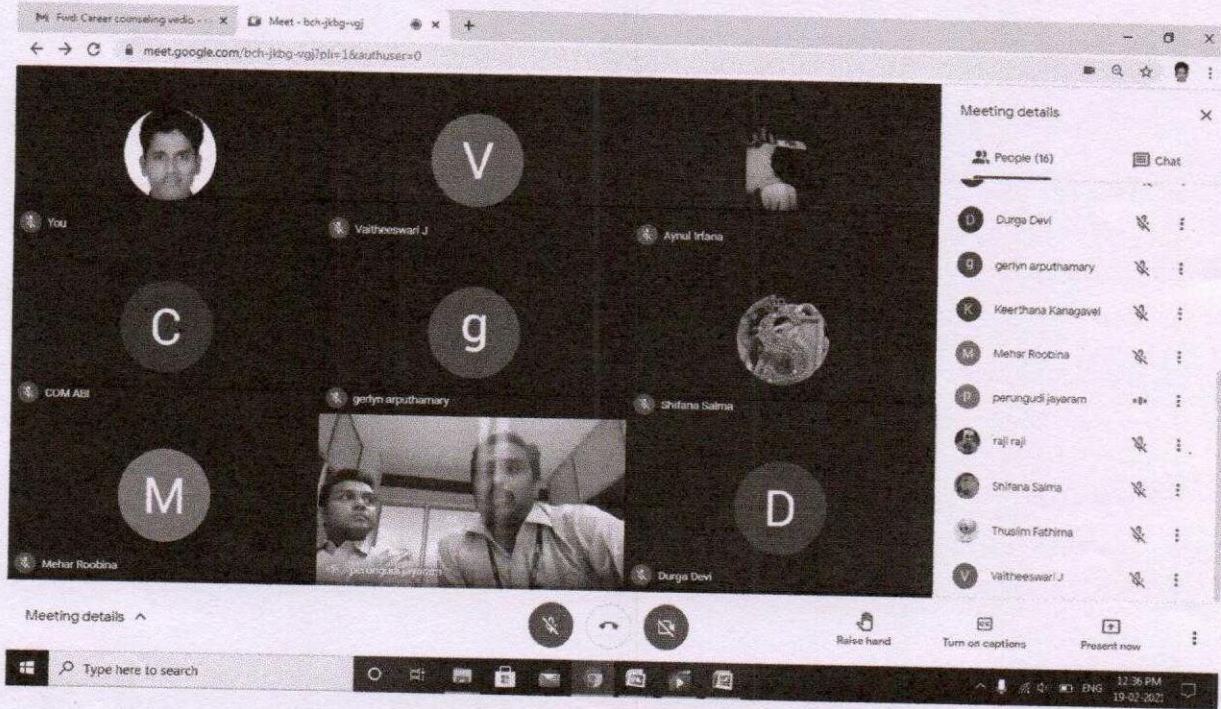 Fwd: Career counseling vedio -
Meet - bch-jkbg-vgj
meet.google.com/bch-jkbg-vgj?pli=1&authuser=0
Meeting details
People (16)
Chat
V
You
Vaitheeswari J
Aynul Irfana
D Durga Devi
g gerlyn arputhamary
K Keerthana Kanagavel
M Mehar Roobina
p perungudi jayaram
raji raji
Shifana Salma
Thuslim Fathima
V Vaitheeswari J
C
g
COM ABI
gerlyn arputhamary
Shifana Salma
M
D
Mehar Roobina
perungudi jayaram
Durga Devi
Meeting details
Raise hand
CC
Turn on captions
Present now
Type here to search
ENG
12:36 PM
19-02-2021